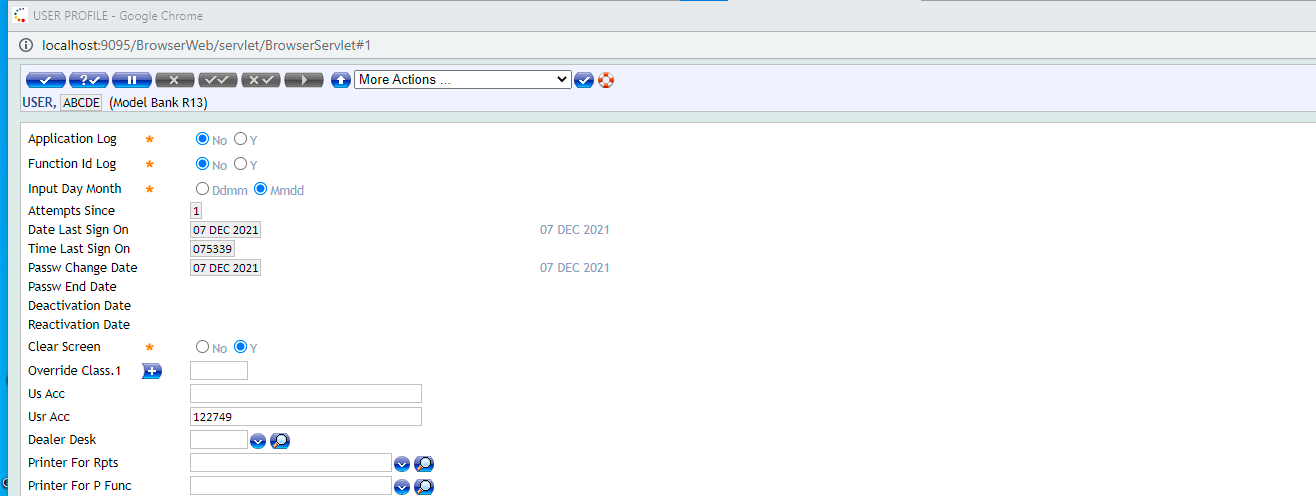 USER PROFILE - Google Chrome
localhost:9095/BrowserWeb/servlet/BrowserServlet#1
More Actions ...
USER, ABCDE (Model Bank R13)
Application Log * No Y
Function Id Log * No Y
Input Day Month * Ddmm Mmdd
Attempts Since 1
Date Last Sign On 07 DEC 2021 07 DEC 2021
Time Last Sign On 075339
Passw Change Date 07 DEC 2021 07 DEC 2021
Passw End Date
Deactivation Date
Reactivation Date
Clear Screen * No Y
Override Class.1
Us Acc
Usr Acc 122749
Dealer Desk
Printer For Rpts
Printer For P Func